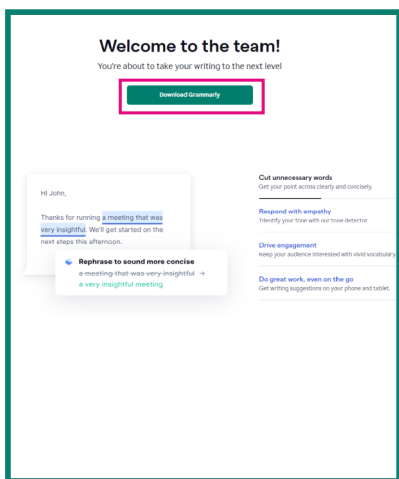 Welcome to the team!
You're about to take your writing to the next level
Download Grammarly
Hi John,
Thanks for running a meeting that was
very insightful. We'll get started on the
next steps this afternoon.
Rephrase to sound more concise
a meeting that was very insightful →
a very insightful meeting
Cut unnecessary words
Get your point across clearly and concisely.
Respond with empathy
Identify your tone with our tone detector.
Drive engagement
Keep your audience interested with vivid vocabulary
Do great work, even on the go
Get writing suggestions on your phone and tablet.